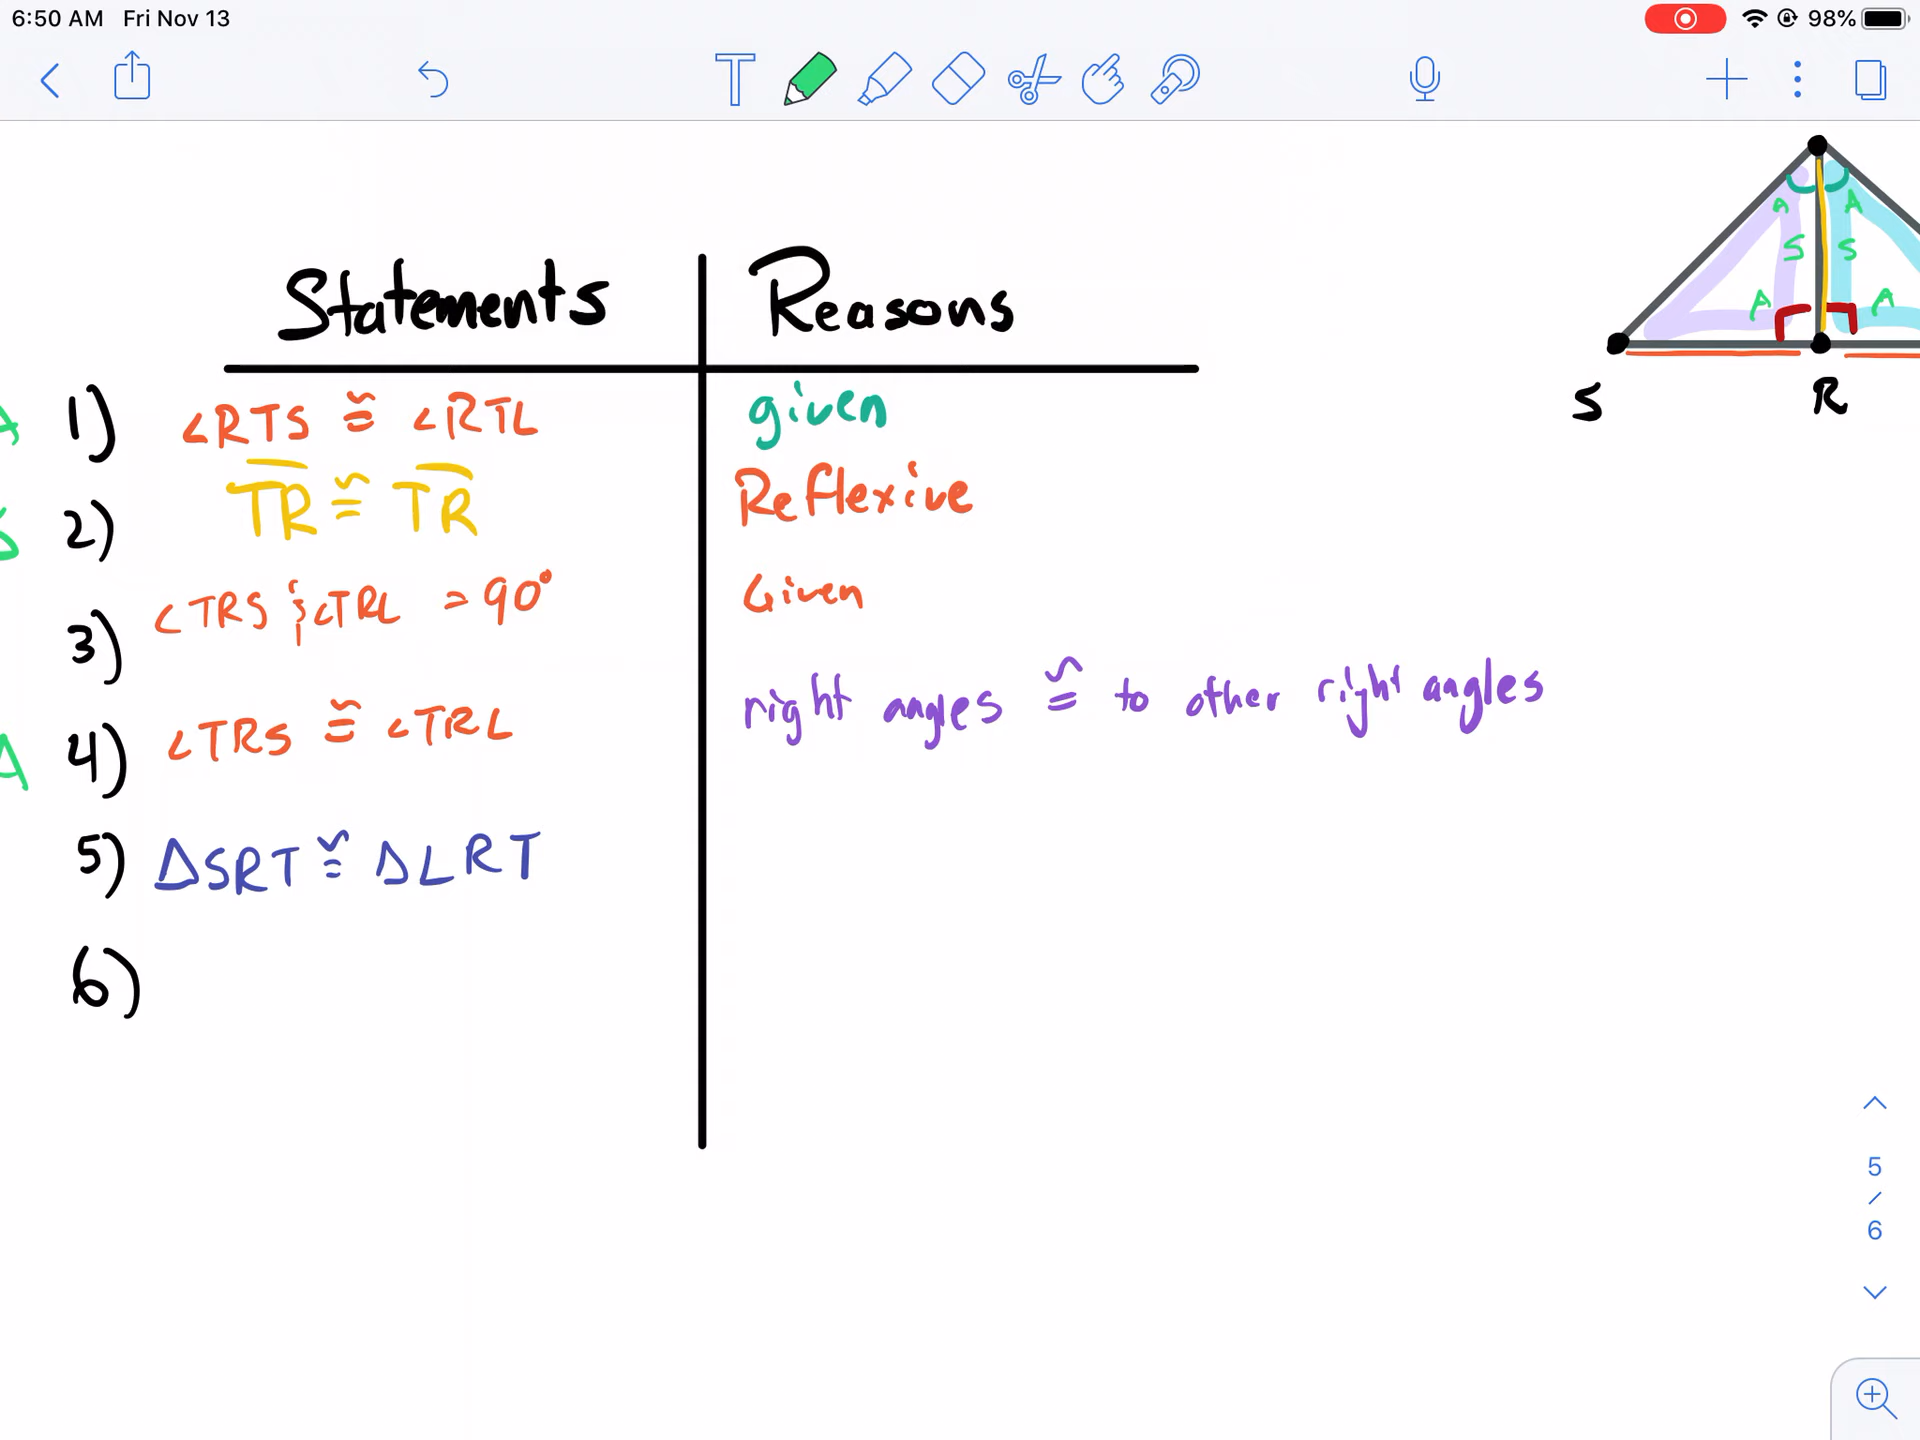 6:50 AM Fri Nov 13 98%
Statements Reasons
A 1) ∠RTS ≅ ∠RTL given
S 2) TR ≅ TR Reflexive
3) ∠TRS & ∠TRL = 90° Given
A 4) ∠TRS ≅ ∠TRL right angles ≅ to other right angles
5) ΔSRT ≅ ΔLRT
6)
A A
S S
A A
S R
5
/
6